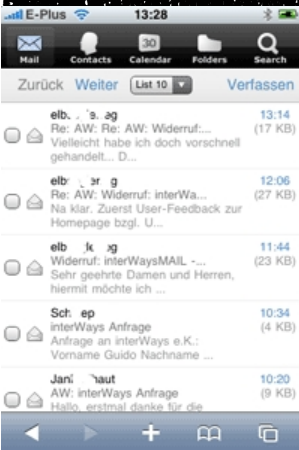 E-Plus 13:28
Mail Contacts Calendar Folders Search
Zurück Weiter List 10 Verfassen
13:14
Re: AW: Re: AW: Widerruf:... (17 KB)
Vielleicht habe ich doch vorschnell
gehandelt... D...
12:06
Re: AW: Widerruf: interWa... (27 KB)
Na klar. Zuerst User-Feedback zur
Homepage bzgl. U...
11:44
Widerruf: interWaysMAIL -... (23 KB)
Sehr geehrte Damen und Herren,
hiermit möchte ich ...
10:34
interWays Anfrage (4 KB)
Anfrage an interWays e.K.:
Vorname Guido Nachname ...
10:20
AW: interWays Anfrage (9 KB)
Hallo, erstmal danke für die